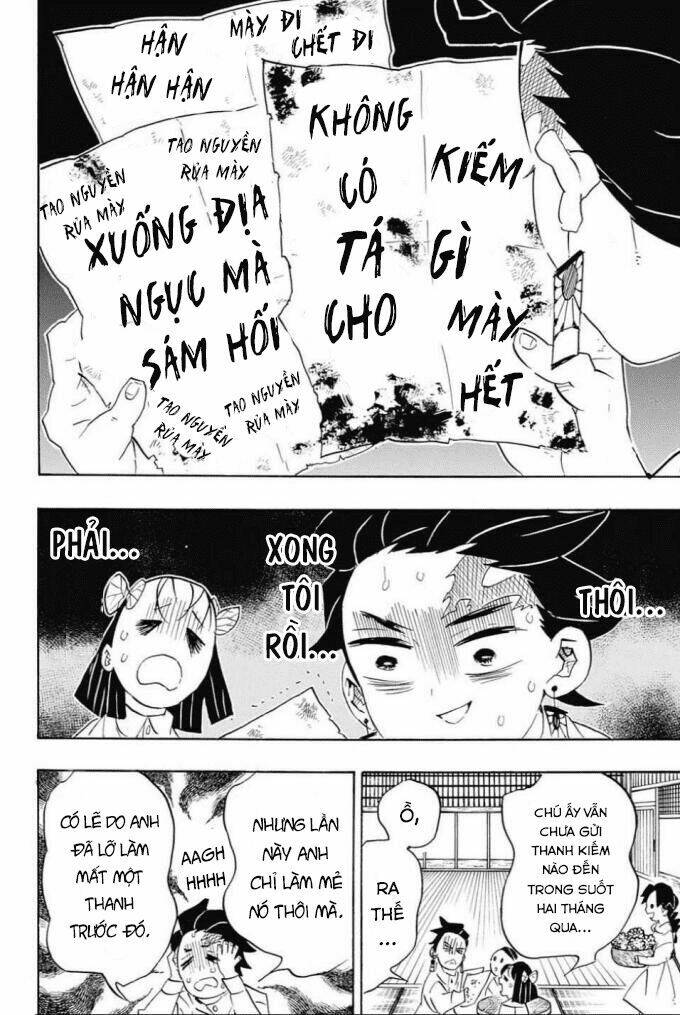 KHÔNG
CÓ
TÁ
CHO
KIẾM
GÌ
MÀY
HẾT
HẬN
HẬN HẬN
MÀY ĐI
CHẾT ĐI
TAO NGUYỀN
RỦA MÀY
TAO NGUYỀN
RỦA MÀY
XUỐNG ĐỊA
NGỤC MÀ
SÁM HỐI
TAO NGUYỀN
RỦA MÀY
TAO NGUYỀN
RỦA MÀY
THÔI...
XONG
TÔI
RỒI...
PHẢI...
CHÚ ẤY VẪN
CHƯA GỬI
THANH KIẾM
NÀO ĐẾN
TRONG SUỐT
HAI THÁNG
QUA...
Ồ,
RA THẾ
...
NHƯNG LẦN
NÀY ANH
CHỈ LÀM MẺ
NÓ THÔI MÀ.
AAGH
HHHH
CÓ LẼ DO ANH
ĐÃ LỠ LÀM
MẤT MỘT
THANH
TRƯỚC ĐÓ.